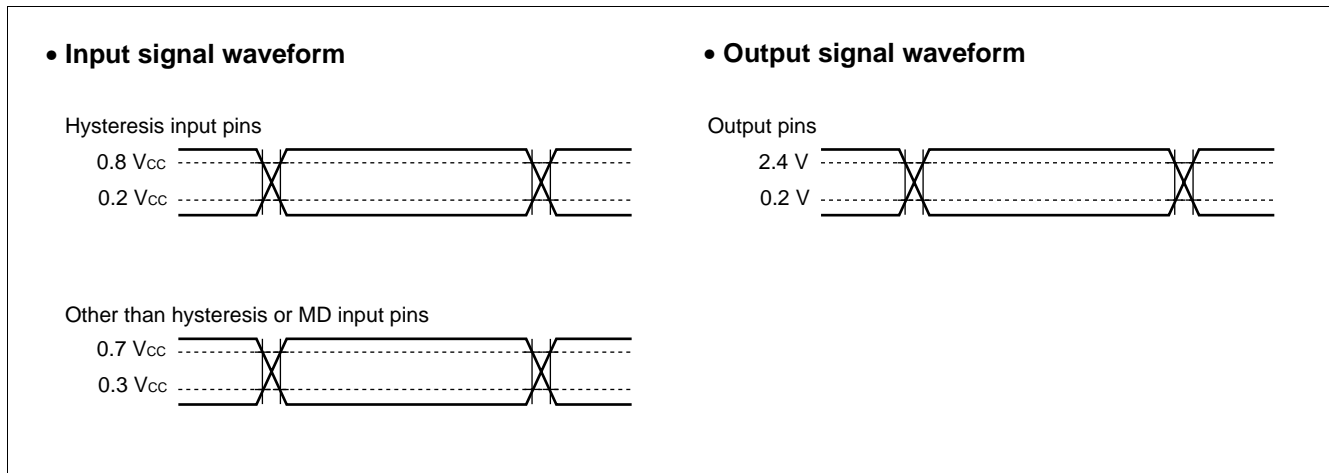 • Input signal waveform
Hysteresis input pins
0.8 Vcc
0.2 Vcc
Other than hysteresis or MD input pins
0.7 Vcc
0.3 Vcc
• Output signal waveform
Output pins
2.4 V
0.2 V